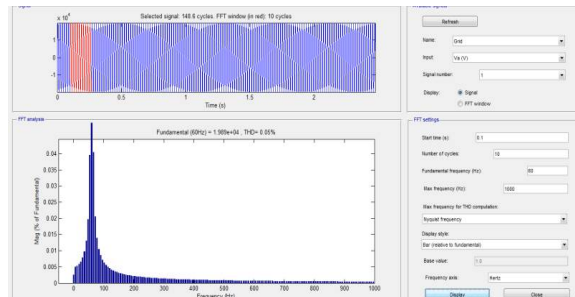 Signal
Selected signal: 148.6 cycles. FFT window (in red): 10 cycles
x 10
1
0
-1
0
0.5
1
1.5
2
Time (s)
FFT analysis
Fundamental (60Hz) = 1.909e+04 , THD= 0.05%
Mag (% of Fundamental)
0.04
0.035
0.03
0.025
0.02
0.015
0.01
0.005
0
0
100
200
300
400
500
600
700
800
900
1000
Frequency (Hz)
Available signals
Refresh
Name:
Grid
Input:
Va (V)
Signal number:
1
Display:
Signal
FFT window
FFT settings
Start time (s):
0.1
Number of cycles:
10
Fundamental frequency (Hz):
60
Max frequency (Hz):
1000
Max frequency for THD computation:
Nyquist frequency
Display style:
Bar (relative to fundamental)
Base value:
1.0
Frequency axis:
Hertz
Display
Close